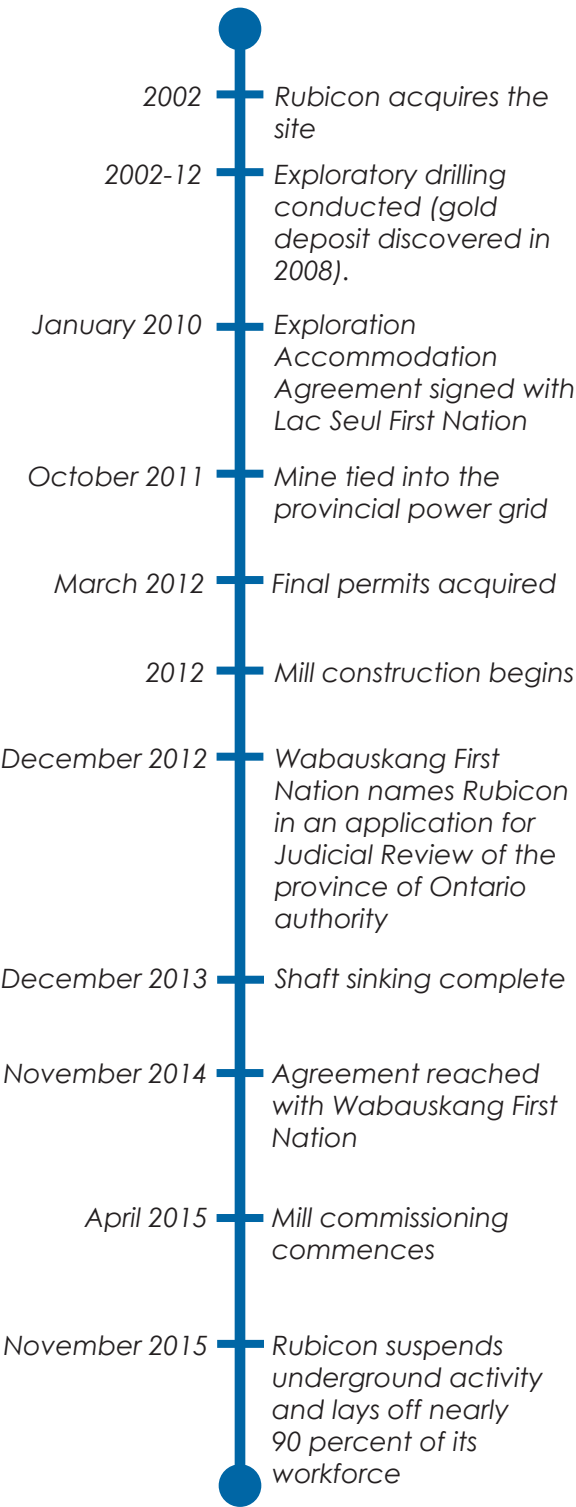 2002
Rubicon acquires the
site
2002-12
Exploratory drilling
conducted (gold
deposit discovered in
2008).
January 2010
Exploration
Accommodation
Agreement signed with
Lac Seul First Nation
October 2011
Mine tied into the
provincial power grid
March 2012
Final permits acquired
2012
Mill construction begins
December 2012
Wabauskang First
Nation names Rubicon
in an application for
Judicial Review of the
province of Ontario
authority
December 2013
Shaft sinking complete
November 2014
Agreement reached
with Wabauskang First
Nation
April 2015
Mill commissioning
commences
November 2015
Rubicon suspends
underground activity
and lays off nearly
90 percent of its
workforce